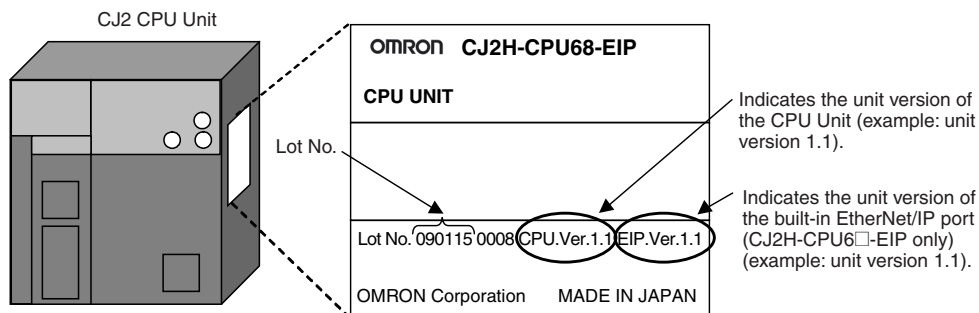 CJ2 CPU Unit
OMRON CJ2H-CPU68-EIP
CPU UNIT
Lot No.
Lot No. 090115 0008 CPU.Ver.1.1 EIP.Ver.1.1
OMRON Corporation MADE IN JAPAN
Indicates the unit version of
the CPU Unit (example: unit
version 1.1).
Indicates the unit version of
the built-in EtherNet/IP port
(CJ2H-CPU6□-EIP only)
(example: unit version 1.1).